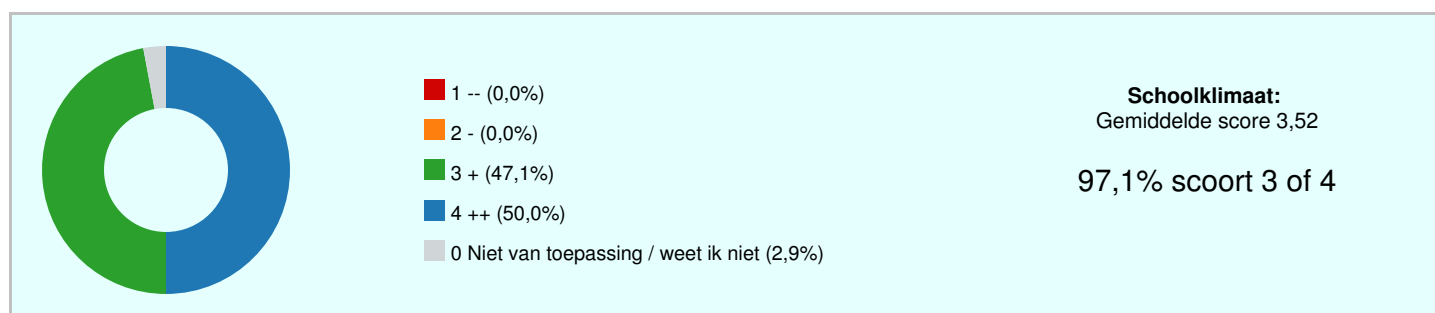 1 -- (0,0%)
2 - (0,0%)
3 + (47,1%)
4 ++ (50,0%)
0 Niet van toepassing / weet ik niet (2,9%)
Schoolklimaat:
Gemiddelde score 3,52
97,1% scoort 3 of 4